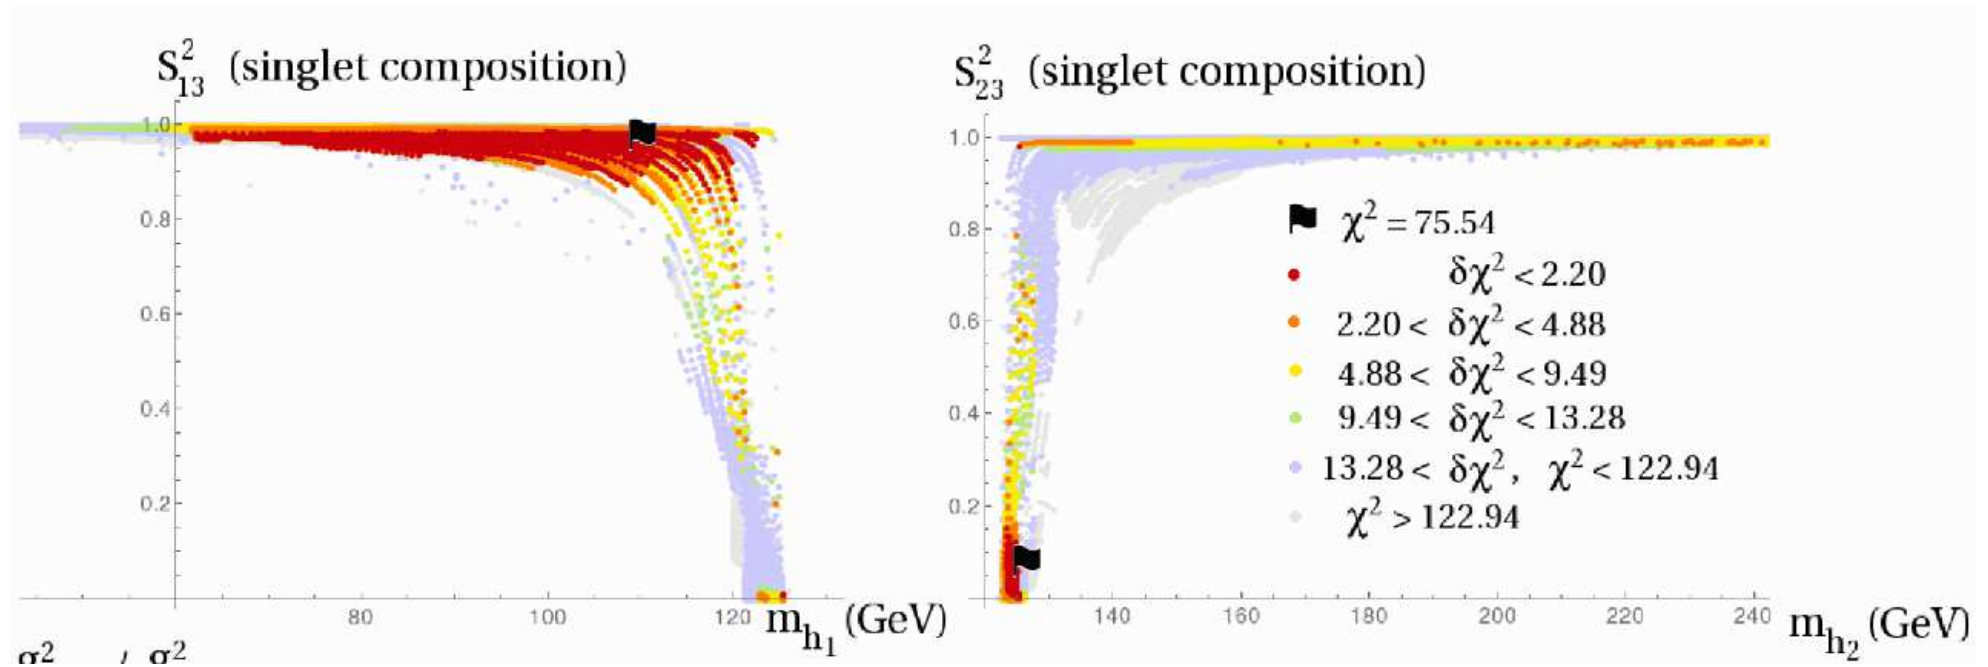 S²₁₃ (singlet composition)
1.0
0.8
0.6
0.4
0.2
80 100 120 m_h₁ (GeV)
S²₂₃ (singlet composition)
1.0
0.8
0.6
0.4
0.2
140 160 180 200 220 240 m_h₂ (GeV)
χ² = 75.54
δχ² < 2.20
2.20 < δχ² < 4.88
4.88 < δχ² < 9.49
9.49 < δχ² < 13.28
13.28 < δχ², χ² < 122.94
χ² > 122.94